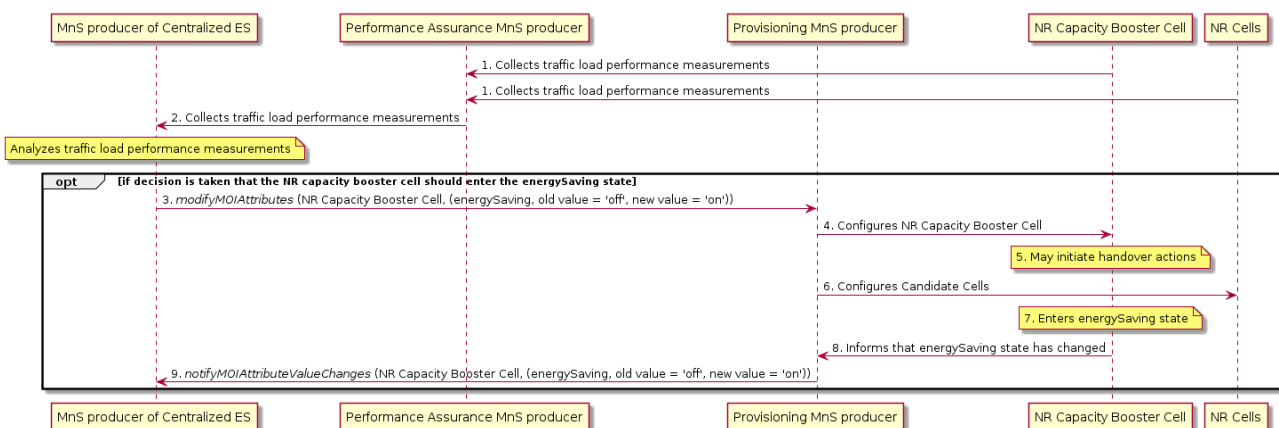 MnS producer of Centralized ES Performance Assurance MnS producer Provisioning MnS producer NR Capacity Booster Cell NR Cells
1. Collects traffic load performance measurements
1. Collects traffic load performance measurements
2. Collects traffic load performance measurements
Analyzes traffic load performance measurements
opt [if decision is taken that the NR capacity booster cell should enter the energySaving state]
3. modifyMOIAttributes (NR Capacity Booster Cell, (energySaving, old value = 'off', new value = 'on'))
4. Configures NR Capacity Booster Cell
5. May initiate handover actions
6. Configures Candidate Cells
7. Enters energySaving state
8. Informs that energySaving state has changed
9. notifyMOIAttributeValueChanges (NR Capacity Booster Cell, (energySaving, old value = 'off', new value = 'on'))
MnS producer of Centralized ES Performance Assurance MnS producer Provisioning MnS producer NR Capacity Booster Cell NR Cells